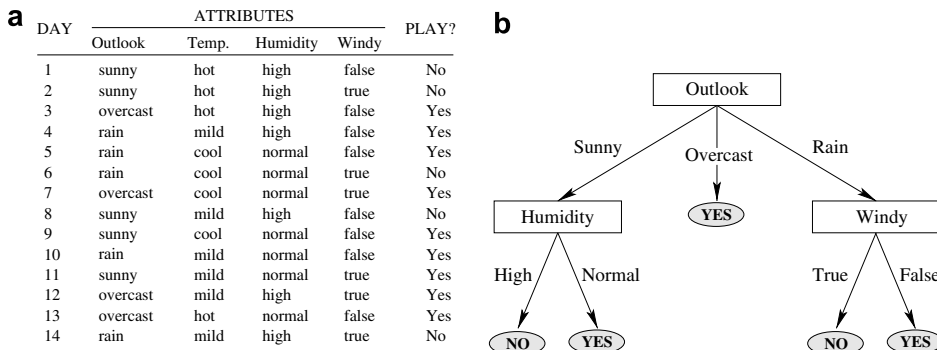 a
DAY ATTRIBUTES PLAY?
Outlook Temp. Humidity Windy
1 sunny hot high false No
2 sunny hot high true No
3 overcast hot high false Yes
4 rain mild high false Yes
5 rain cool normal false Yes
6 rain cool normal true No
7 overcast cool normal true Yes
8 sunny mild high false No
9 sunny cool normal false Yes
10 rain mild normal false Yes
11 sunny mild normal true Yes
12 overcast mild high true Yes
13 overcast hot normal false Yes
14 rain mild high true No
b
Outlook
Sunny Overcast Rain
Humidity YES Windy
High Normal True False
NO YES NO YES